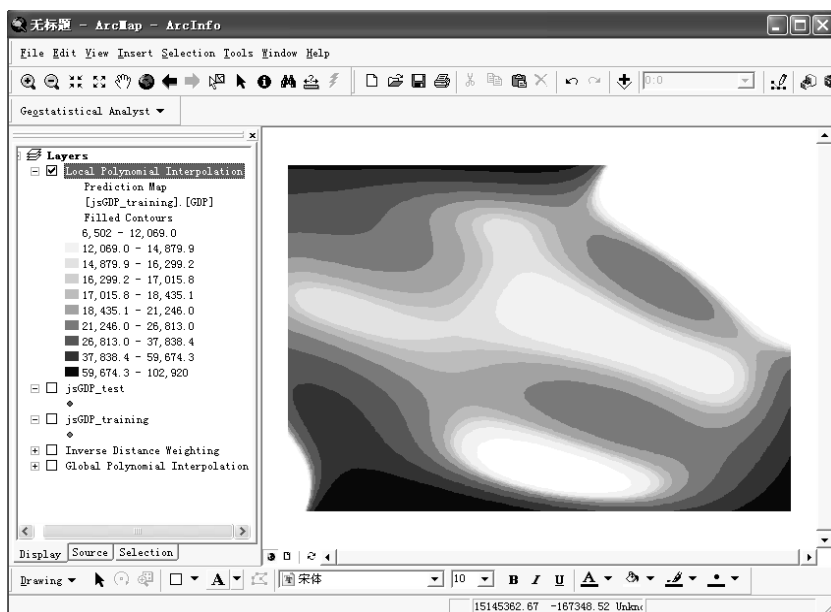 无标题 - ArcMap - ArcInfo
File Edit View Insert Selection Tools Window Help
0:0
Geostatistical Analyst
Layers
Local Polynomial Interpolation
Prediction Map
[jsGDP_training].[GDP]
Filled Contours
6,502 - 12,069.0
12,069.0 - 14,879.9
14,879.9 - 16,299.2
16,299.2 - 17,015.8
17,015.8 - 18,435.1
18,435.1 - 21,246.0
21,246.0 - 26,813.0
26,813.0 - 37,838.4
37,838.4 - 59,674.3
59,674.3 - 102,920
jsGDP_test
jsGDP_training
Inverse Distance Weighting
Global Polynomial Interpolation
Display Source Selection
Drawing A 宋体 10 B I U A
15145362.67 -167348.52 Unkn